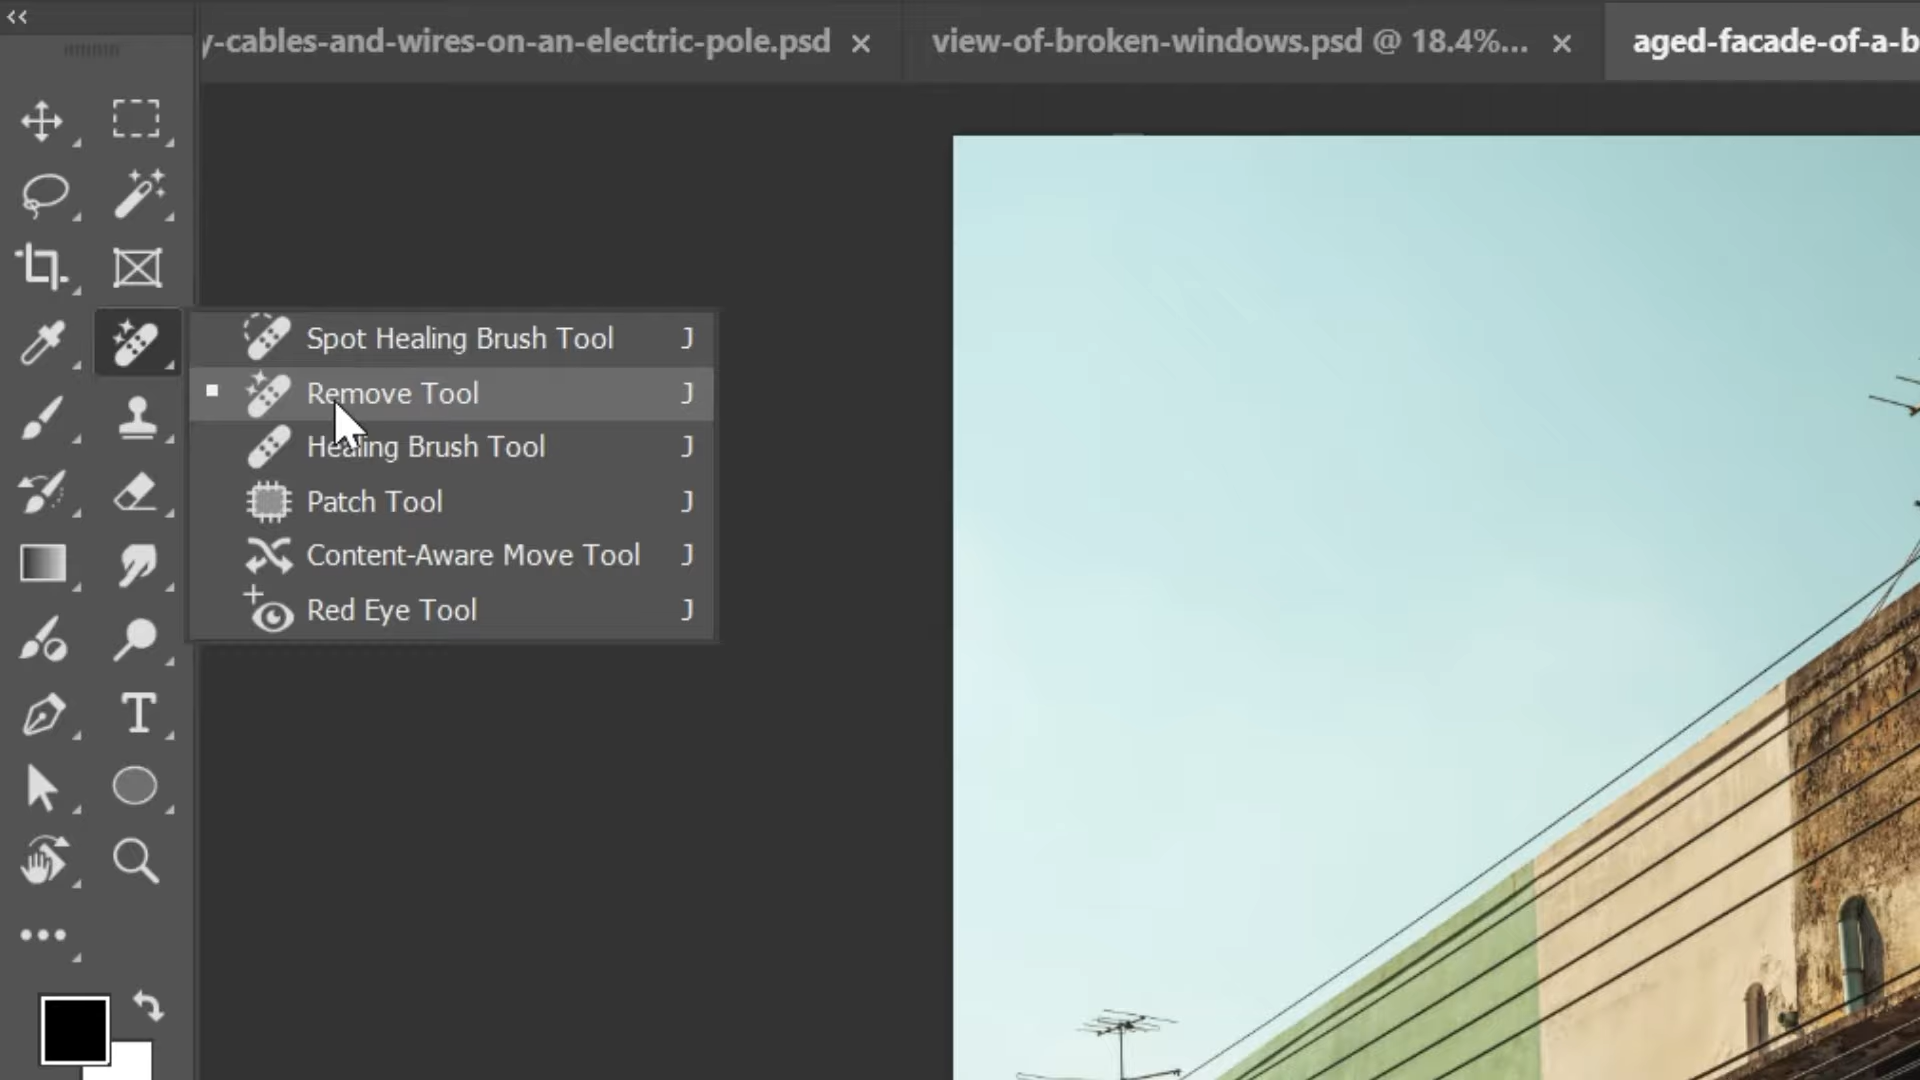 y-cables-and-wires-on-an-electric-pole.psd
view-of-broken-windows.psd @ 18.4%...
aged-facade-of-a-b
Spot Healing Brush Tool J
Remove Tool J
Healing Brush Tool J
Patch Tool J
Content-Aware Move Tool J
Red Eye Tool J